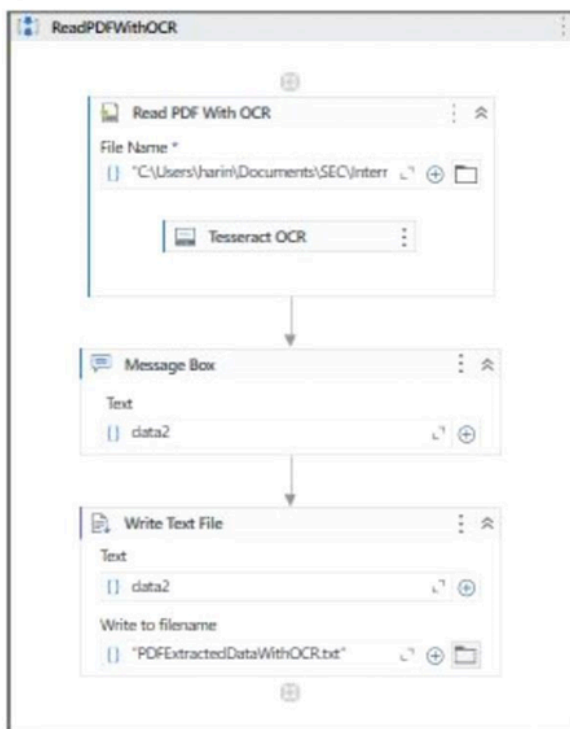 ReadPDFWithOCR
Read PDF With OCR
File Name *
"C:\Users\harin\Documents\SEC\Interr
Tesseract OCR
Message Box
Text
data2
Write Text File
Text
data2
Write to filename
"PDFExtractedDataWithOCR.txt"